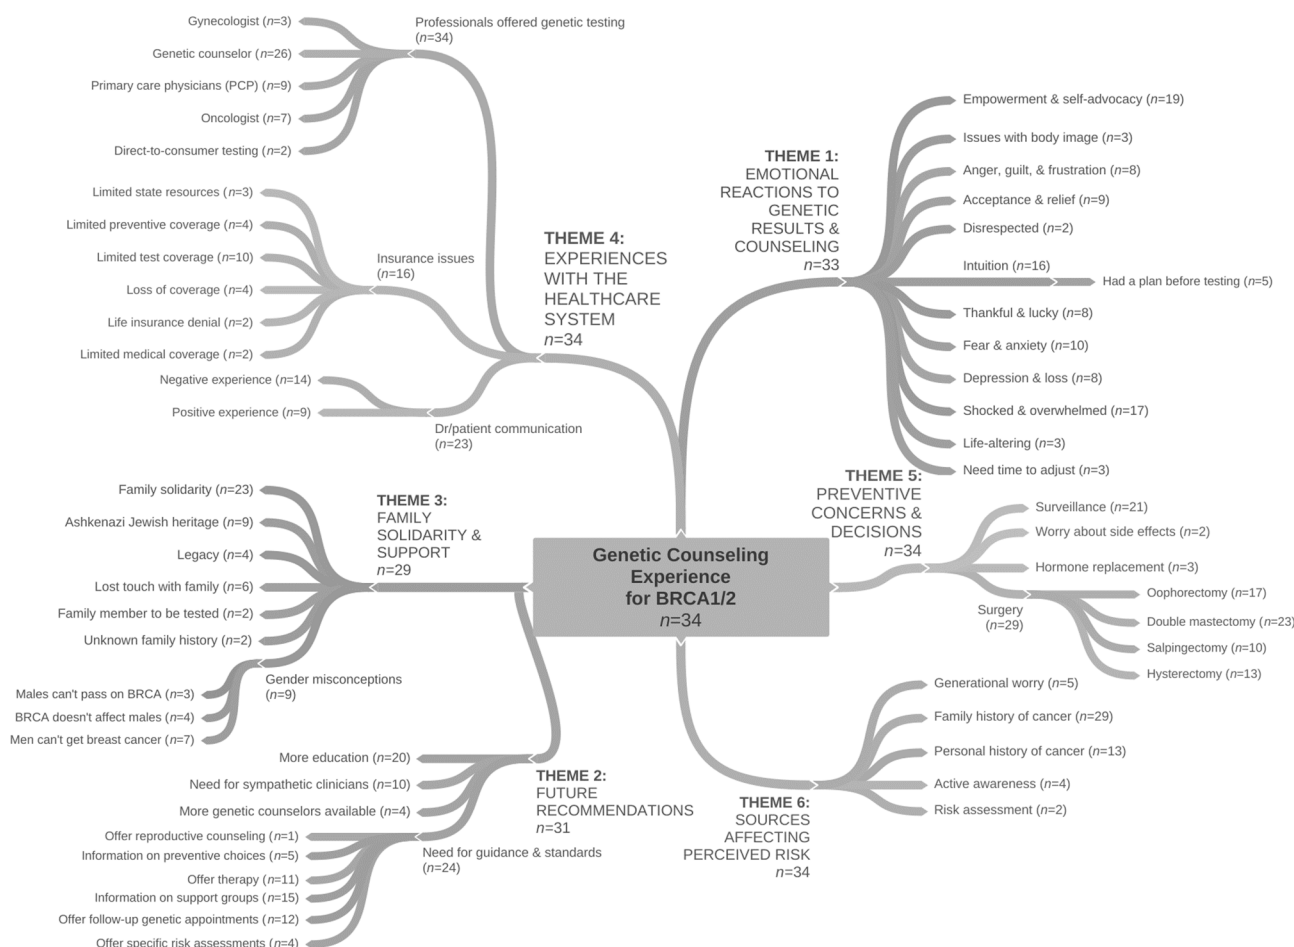 Gynecologist (n=3)
Genetic counselor (n=26)
Primary care physicians (PCP) (n=9)
Oncologist (n=7)
Direct-to-consumer testing (n=2)
Professionals offered genetic testing
(n=34)
Limited state resources (n=3)
Limited preventive coverage (n=4)
Limited test coverage (n=10)
Loss of coverage (n=4)
Life insurance denial (n=2)
Limited medical coverage (n=2)
Insurance issues
(n=16)
Negative experience (n=14)
Positive experience (n=9)
Dr/patient communication
(n=23)
THEME 4:
EXPERIENCES
WITH THE
HEALTHCARE
SYSTEM
n=34
THEME 1:
EMOTIONAL
REACTIONS TO
GENETIC
RESULTS &
COUNSELING
n=33
Empowerment & self-advocacy (n=19)
Issues with body image (n=3)
Anger, guilt, & frustration (n=8)
Acceptance & relief (n=9)
Disrespected (n=2)
Intuition (n=16)
Had a plan before testing (n=5)
Thankful & lucky (n=8)
Fear & anxiety (n=10)
Depression & loss (n=8)
Shocked & overwhelmed (n=17)
Life-altering (n=3)
Need time to adjust (n=3)
Family solidarity (n=23)
Ashkenazi Jewish heritage (n=9)
Legacy (n=4)
Lost touch with family (n=6)
Family member to be tested (n=2)
Unknown family history (n=2)
Gender misconceptions
(n=9)
Males can't pass on BRCA (n=3)
BRCA doesn't affect males (n=4)
Men can't get breast cancer (n=7)
THEME 3:
FAMILY
SOLIDARITY &
SUPPORT
n=29
Genetic Counseling
Experience
for BRCA1/2
n=34
THEME 5:
PREVENTIVE
CONCERNS &
DECISIONS
n=34
Surveillance (n=21)
Worry about side effects (n=2)
Hormone replacement (n=3)
Surgery
(n=29)
Oophorectomy (n=17)
Double mastectomy (n=23)
Salpingectomy (n=10)
Hysterectomy (n=13)
More education (n=20)
Need for sympathetic clinicians (n=10)
More genetic counselors available (n=4)
Offer reproductive counseling (n=1)
Information on preventive choices (n=5)
Offer therapy (n=11)
Information on support groups (n=15)
Offer follow-up genetic appointments (n=12)
Offer specific risk assessments (n=4)
Need for guidance & standards
(n=24)
THEME 2:
FUTURE
RECOMMENDATIONS
n=31
THEME 6:
SOURCES
AFFECTING
PERCEIVED RISK
n=34
Generational worry (n=5)
Family history of cancer (n=29)
Personal history of cancer (n=13)
Active awareness (n=4)
Risk assessment (n=2)